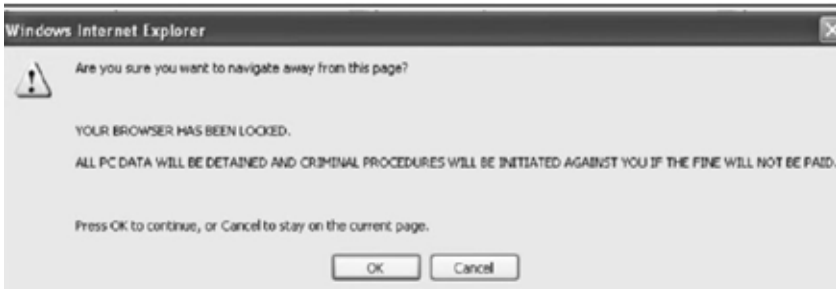 Windows Internet Explorer
Are you sure you want to navigate away from this page?
YOUR BROWSER HAS BEEN LOCKED.
ALL PC DATA WILL BE DETAINED AND CRIMINAL PROCEDURES WILL BE INITIATED AGAINST YOU IF THE FINE WILL NOT BE PAID.
Press OK to continue, or Cancel to stay on the current page.
OK
Cancel